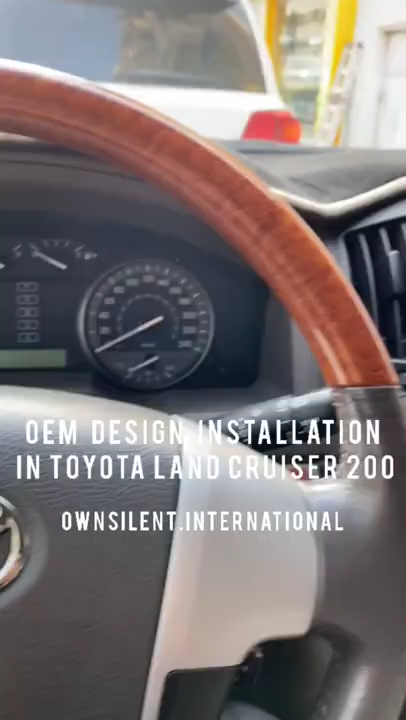 OEM DESIGN INSTALLATION
IN TOYOTA LAND CRUISER 200
OWNSILENT.INTERNATIONAL